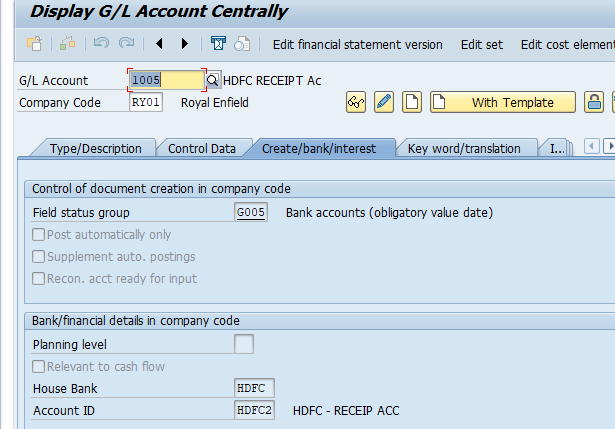 Display G/L Account Centrally
Edit financial statement version Edit set Edit cost element
G/L Account 1005 HDFC RECEIPT Ac
Company Code RY01 Royal Enfield With Template
Type/Description Control Data Create/bank/interest Key word/translation I...
Control of document creation in company code
Field status group G005 Bank accounts (obligatory value date)
Post automatically only
Supplement auto. postings
Recon. acct ready for input
Bank/financial details in company code
Planning level
Relevant to cash flow
House Bank HDFC
Account ID HDFC2 HDFC - RECEIP ACC